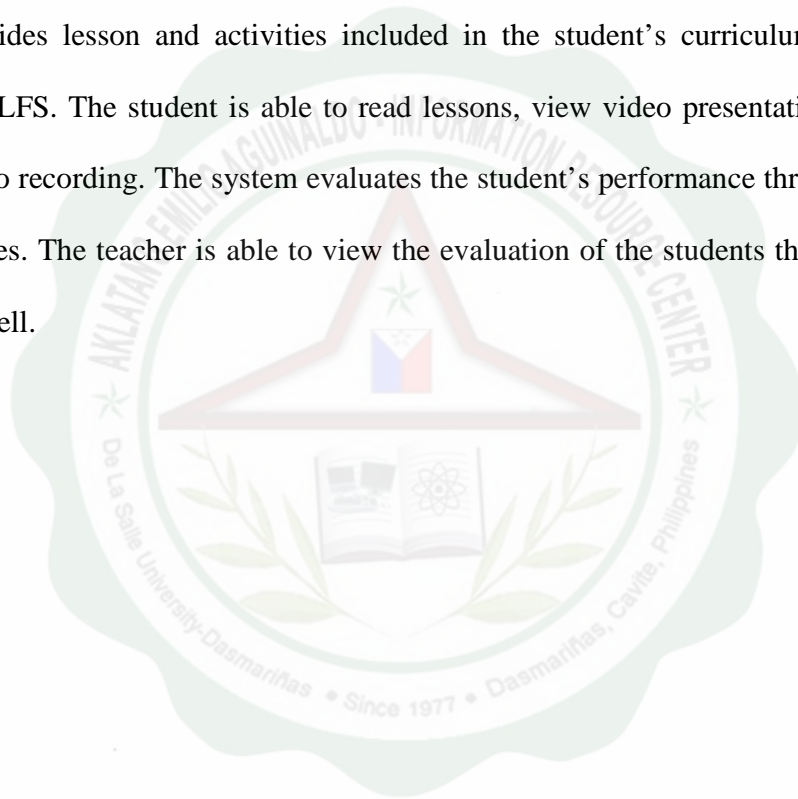 ides lesson and activities included in the student's curriculu
LFS. The student is able to read lessons, view video presentati
o recording. The system evaluates the student's performance thr
es. The teacher is able to view the evaluation of the students th
ell.
AKLATANG EMILIO AGUINALDO - INFORMATION RESOURCE CENTER
De La Salle University-Dasmariñas • Since 1977 • Dasmariñas, Cavite, Philippines